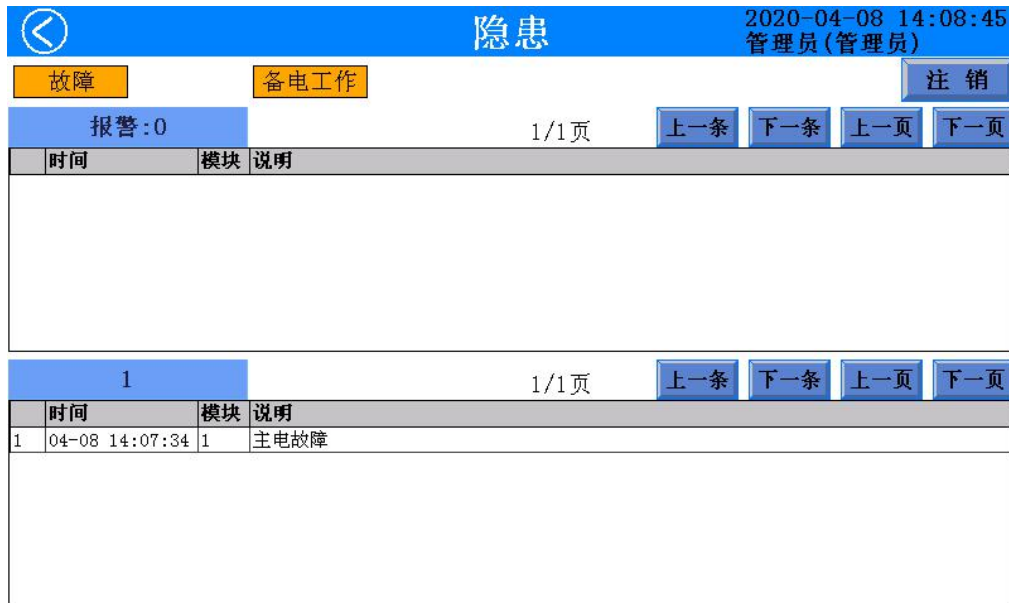 隐患
2020-04-08 14:08:45
管理员(管理员)
故障 备电工作 注 销
报警:0 1/1页 上一条 下一条 上一页 下一页
时间 模块 说明
1 1/1页 上一条 下一条 上一页 下一页
时间 模块 说明
1 04-08 14:07:34 1 主电故障